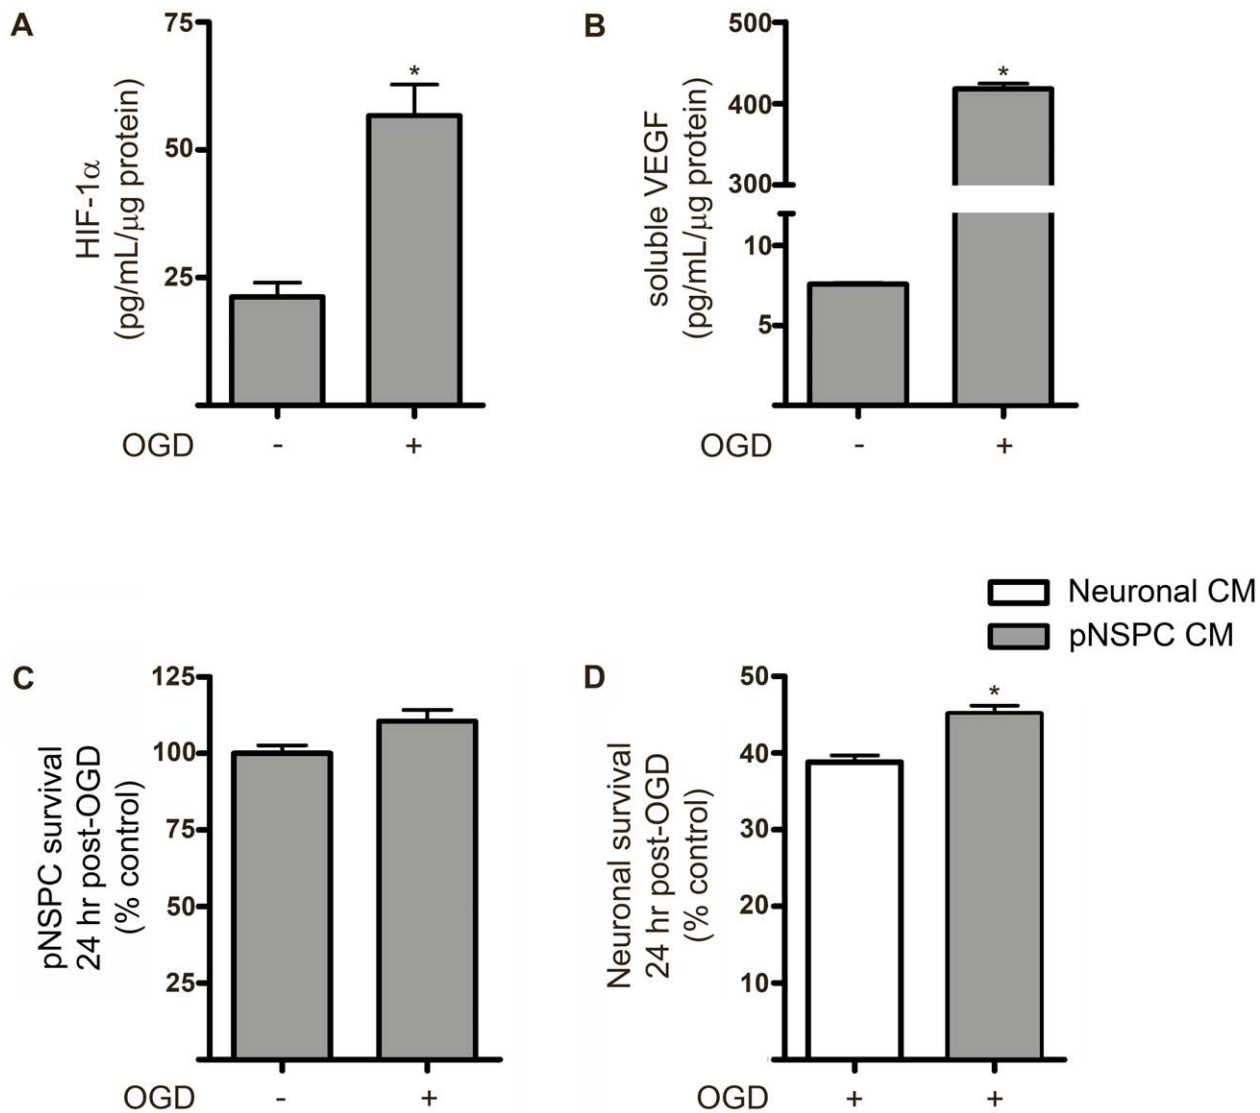 A
HIF-1α
(pg/mL/µg protein)
75
50
25
*
OGD - +
B
soluble VEGF
(pg/mL/µg protein)
500
400
300
10
5
*
OGD - +
Neuronal CM
pNSPC CM
C
pNSPC survival
24 hr post-OGD
(% control)
125
100
75
50
25
OGD - +
D
Neuronal survival
24 hr post-OGD
(% control)
50
40
30
20
10
*
OGD + +